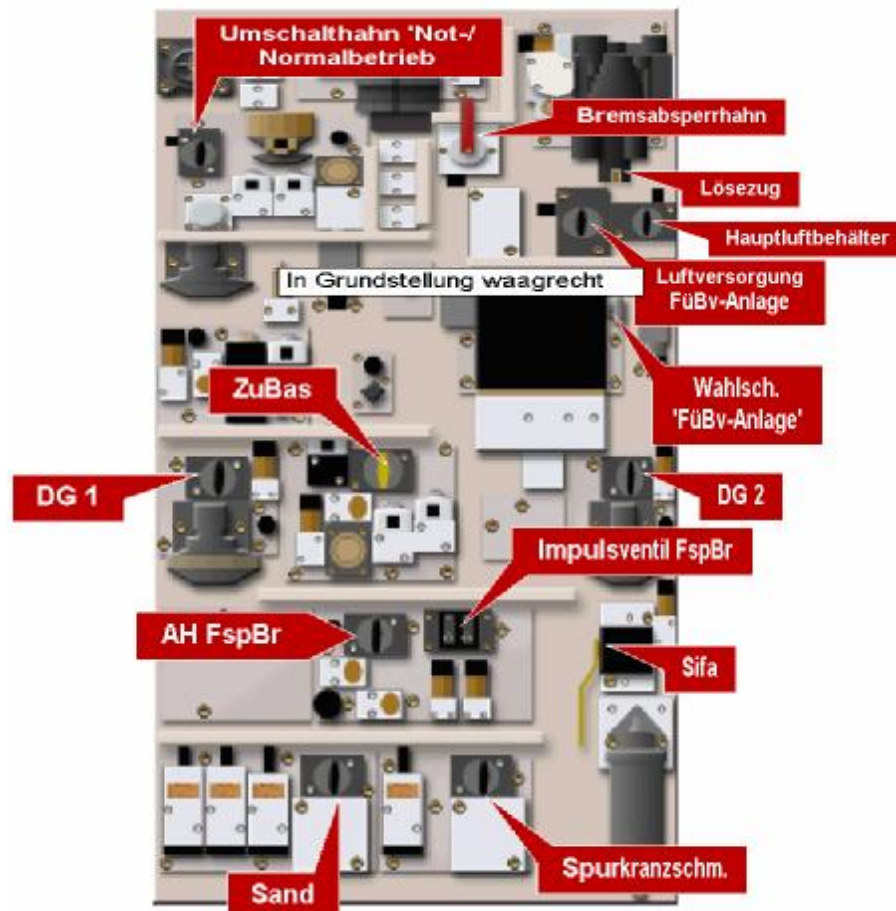 Umschalthahn 'Not-/
Normalbetrieb
Bremsabsperrhahn
Lösezug
Hauptluftbehälter
In Grundstellung waagrecht
Luftversorgung
FüBv-Anlage
ZuBas
Wahlsch.
'FüBv-Anlage'
DG 1
DG 2
Impulsventil FspBr
AH FspBr
Sifa
Spurkranzschm.
Sand